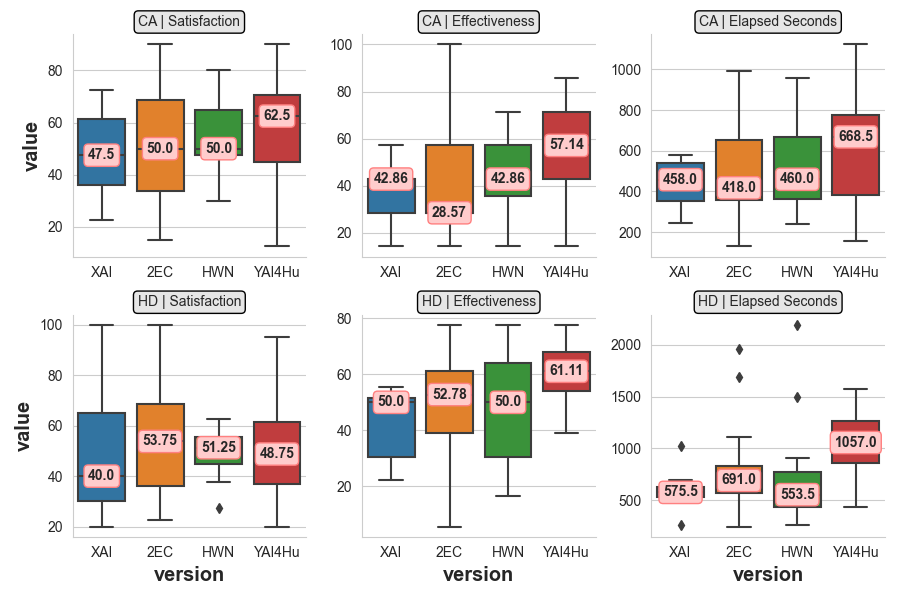 CA | Satisfaction
CA | Effectiveness
CA | Elapsed Seconds
value
80
60
40
20
47.5
50.0
50.0
62.5
XAI
2EC
HWN
YAI4Hu
100
80
60
40
20
42.86
28.57
42.86
57.14
XAI
2EC
HWN
YAI4Hu
1000
800
600
400
200
458.0
418.0
460.0
668.5
XAI
2EC
HWN
YAI4Hu
HD | Satisfaction
HD | Effectiveness
HD | Elapsed Seconds
value
100
80
60
40
20
40.0
53.75
51.25
48.75
XAI
2EC
HWN
YAI4Hu
version
80
60
40
20
50.0
52.78
50.0
61.11
XAI
2EC
HWN
YAI4Hu
version
2000
1500
1000
500
575.5
691.0
553.5
1057.0
XAI
2EC
HWN
YAI4Hu
version